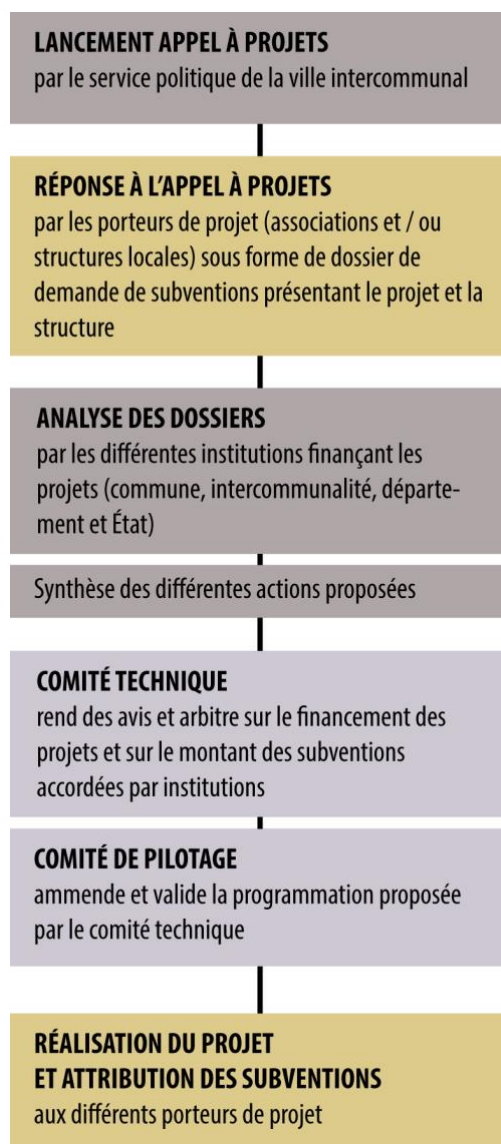 LANCEMENT APPEL À PROJETS
par le service politique de la ville intercommunal
RÉPONSE À L’APPEL À PROJETS
par les porteurs de projet (associations et / ou
structures locales) sous forme de dossier de
demande de subventions présentant le projet et la
structure
ANALYSE DES DOSSIERS
par les différentes institutions finançant les
projets (commune, intercommunalité, départe-
ment et État)
Synthèse des différentes actions proposées
COMITÉ TECHNIQUE
rend des avis et arbitre sur le financement des
projets et sur le montant des subventions
accordées par institutions
COMITÉ DE PILOTAGE
ammende et valide la programmation proposée
par le comité technique
RÉALISATION DU PROJET
ET ATTRIBUTION DES SUBVENTIONS
aux différents porteurs de projet